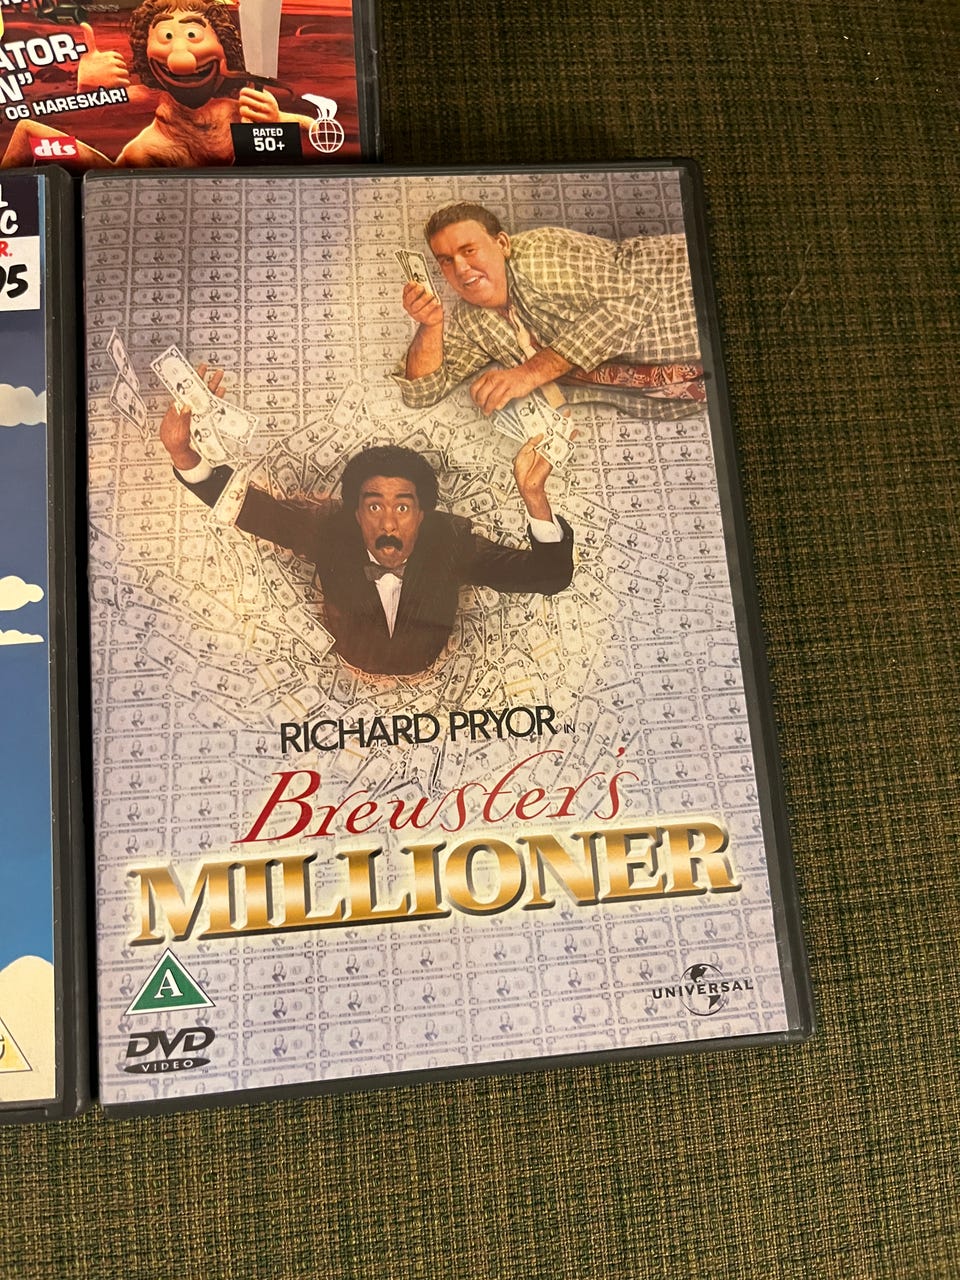 ATOR-
N"
OG HARESKÅR!
dts
RATED
50+
C
R.
95
RICHARD PRYOR IN
Brewster's
MILLIONER
A
DVD
VIDEO
UNIVERSAL